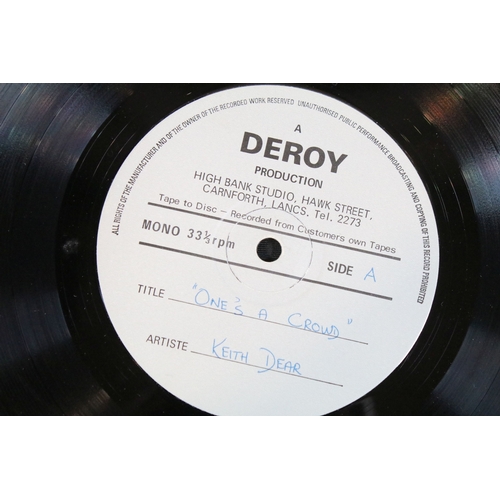 ALL RIGHTS OF THE MANUFACTURER AND OF THE OWNER OF THE RECORDED WORK RESERVED UNAUTHORISED PUBLIC PERFORMANCE BROADCASTING AND COPYING OF THIS RECORD PROHIBITED
A
DEROY
PRODUCTION
HIGH BANK STUDIO, HAWK STREET,
CARNFORTH, LANCS. Tel. 2273
Tape to Disc – Recorded from Customers own Tapes
MONO 33⅓rpm SIDE A
TITLE "ONE'S A CROWD"
ARTISTE KEITH DEAR